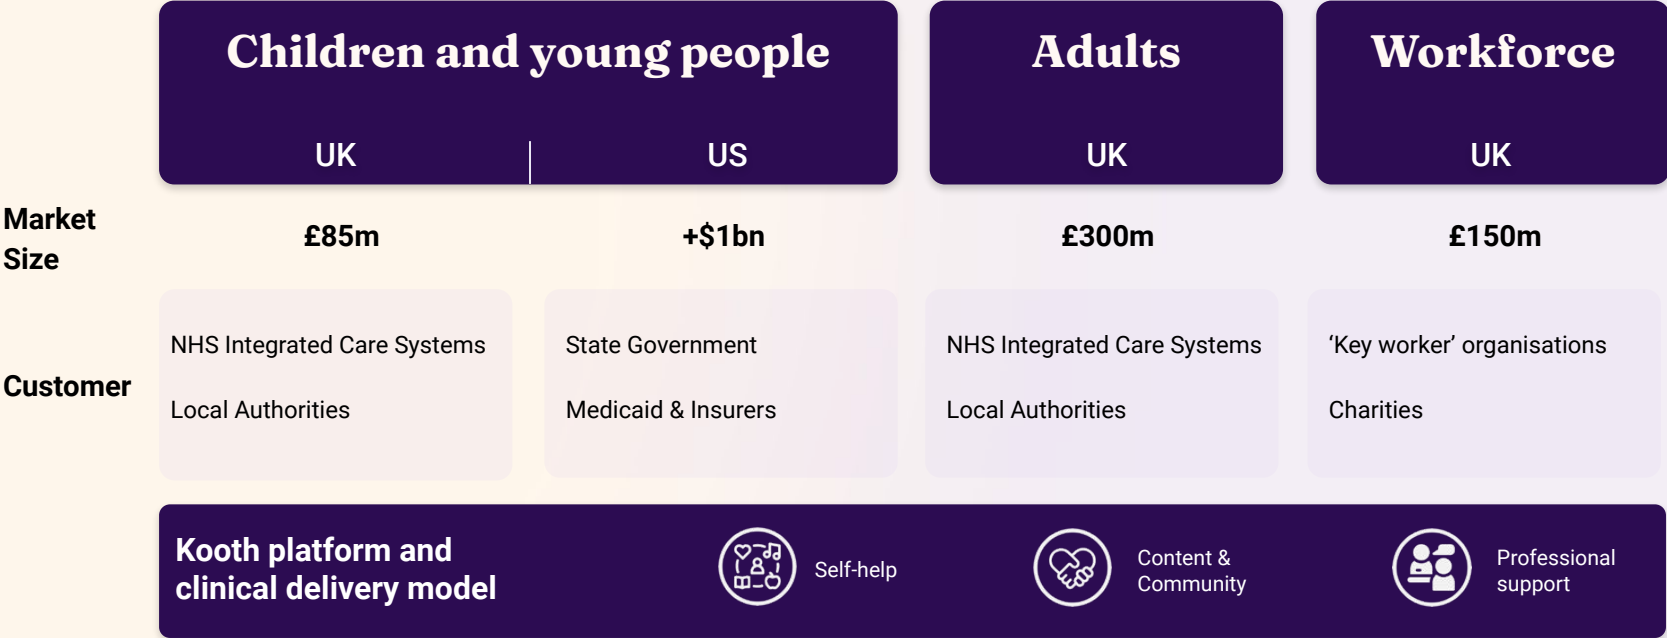 Children and young people
Adults
Workforce
UK
US
UK
UK
Market
Size
£85m
+$1bn
£300m
£150m
Customer
NHS Integrated Care Systems
Local Authorities
State Government
Medicaid & Insurers
NHS Integrated Care Systems
Local Authorities
‘Key worker’ organisations
Charities
Kooth platform and
clinical delivery model
Self-help
Content &
Community
Professional
support